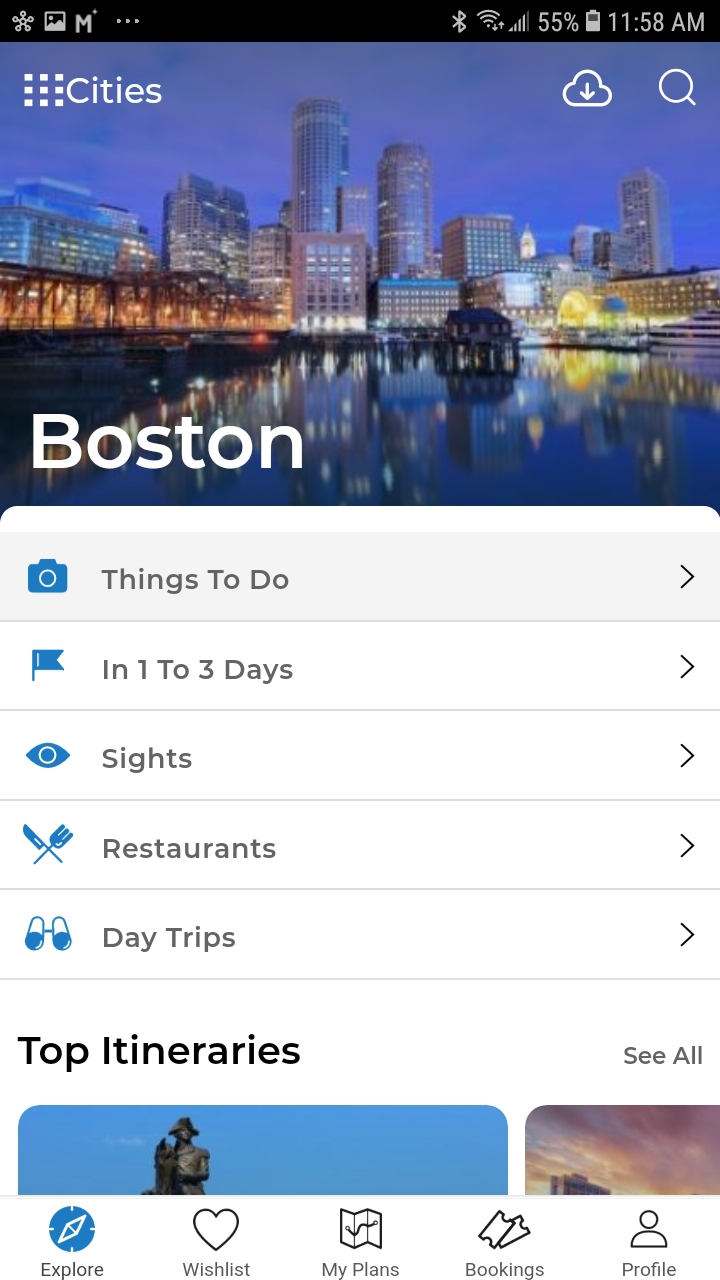 55% 11:58 AM
Cities
Boston
Things To Do
In 1 To 3 Days
Sights
Restaurants
Day Trips
Top Itineraries
See All
Explore
Wishlist
My Plans
Bookings
Profile